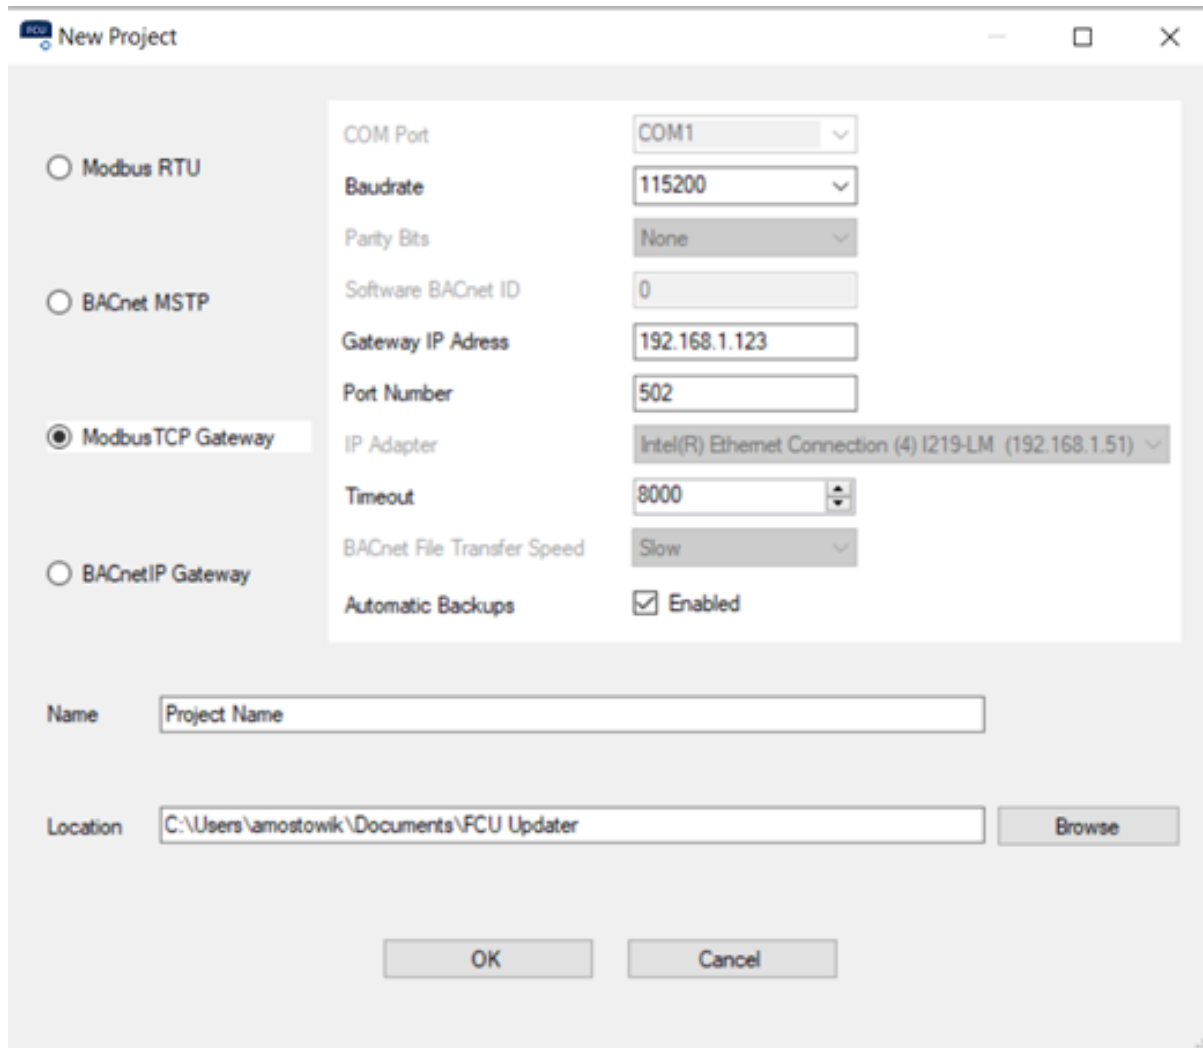 FCU New Project
COM Port COM1
Modbus RTU
Baudrate 115200
Parity Bits None
Software BACnet ID 0
BACnet MSTP
Gateway IP Adress 192.168.1.123
Port Number 502
ModbusTCP Gateway
IP Adapter Intel(R) Ethernet Connection (4) I219-LM (192.168.1.51)
Timeout 8000
BACnet File Transfer Speed Slow
BACnetIP Gateway
Automatic Backups Enabled
Name Project Name
Location C:\Users\amostowik\Documents\FCU Updater Browse
OK Cancel